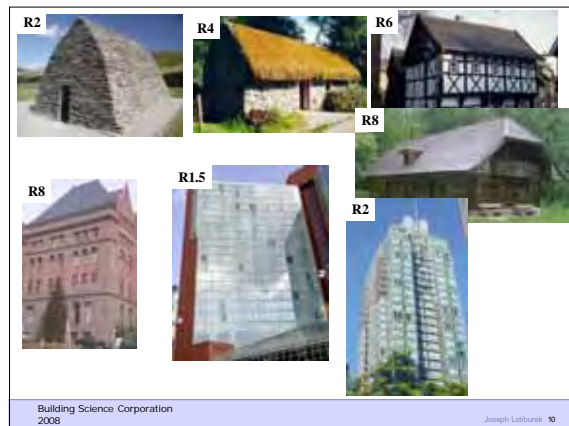 R2
R4
R6
R8
R8
R1.5
R2
Building Science Corporation
2008
Joseph Lstiburek 10